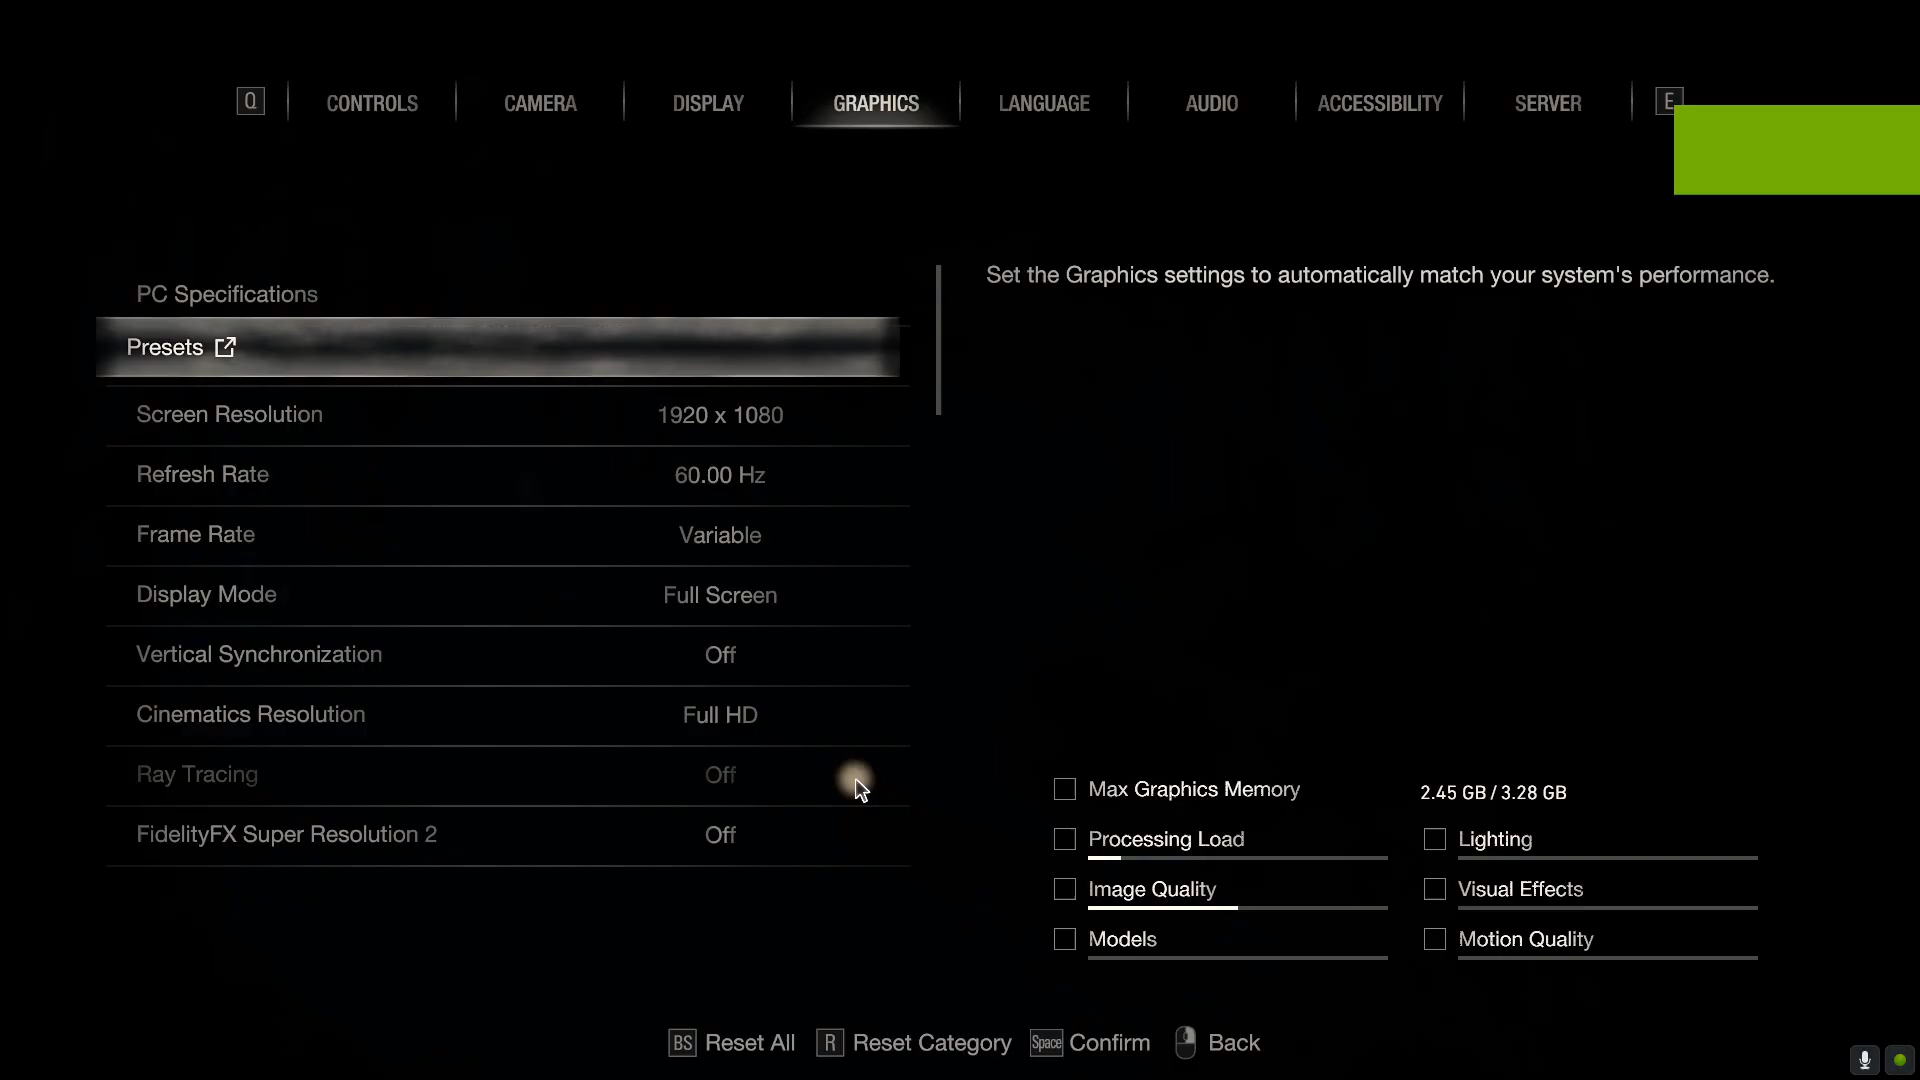 Q CONTROLS CAMERA DISPLAY GRAPHICS LANGUAGE AUDIO ACCESSIBILITY SERVER E
PC Specifications
Presets
Screen Resolution 1920 x 1080
Refresh Rate 60.00 Hz
Frame Rate Variable
Display Mode Full Screen
Vertical Synchronization Off
Cinematics Resolution Full HD
Ray Tracing Off
FidelityFX Super Resolution 2 Off
Set the Graphics settings to automatically match your system's performance.
Max Graphics Memory 2.45 GB / 3.28 GB
Processing Load Lighting
Image Quality Visual Effects
Models Motion Quality
BS Reset All R Reset Category Space Confirm Back